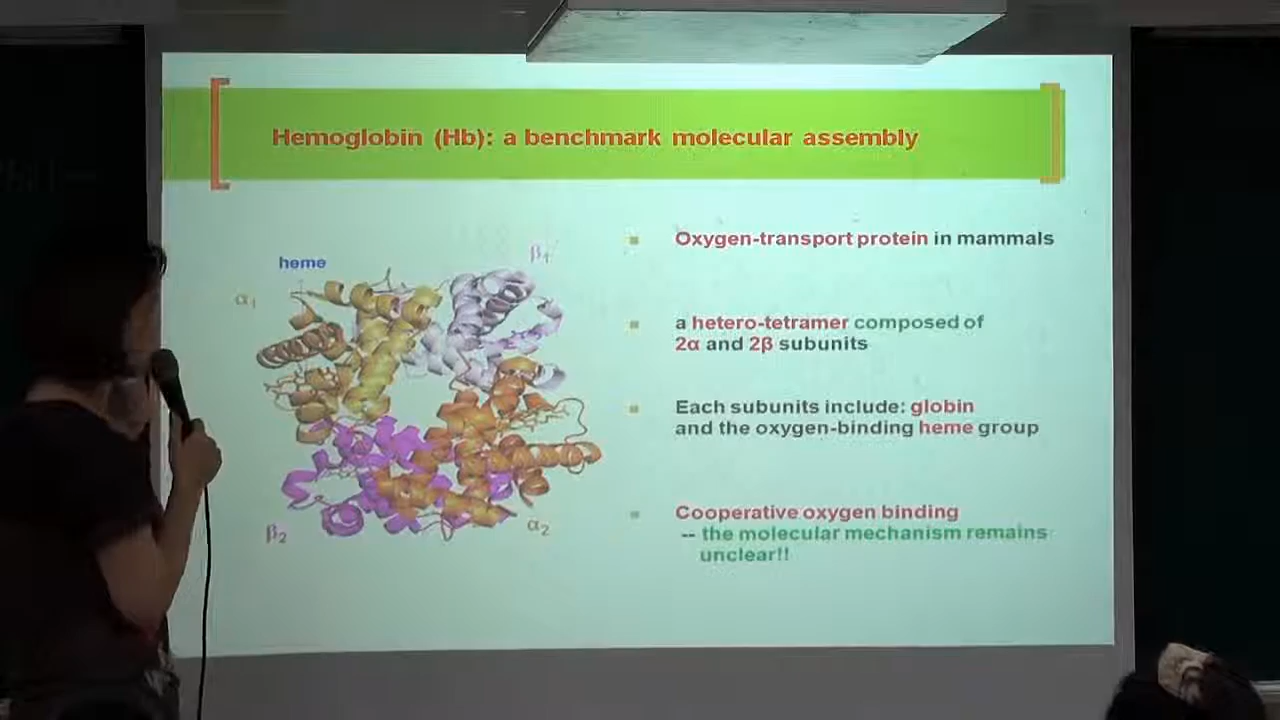 Hemoglobin (Hb): a benchmark molecular assembly
heme
β1
α1
β2
α2
Oxygen-transport protein in mammals
a hetero-tetramer composed of
2α and 2β subunits
Each subunits include: globin
and the oxygen-binding heme group
Cooperative oxygen binding
-- the molecular mechanism remains
unclear!!